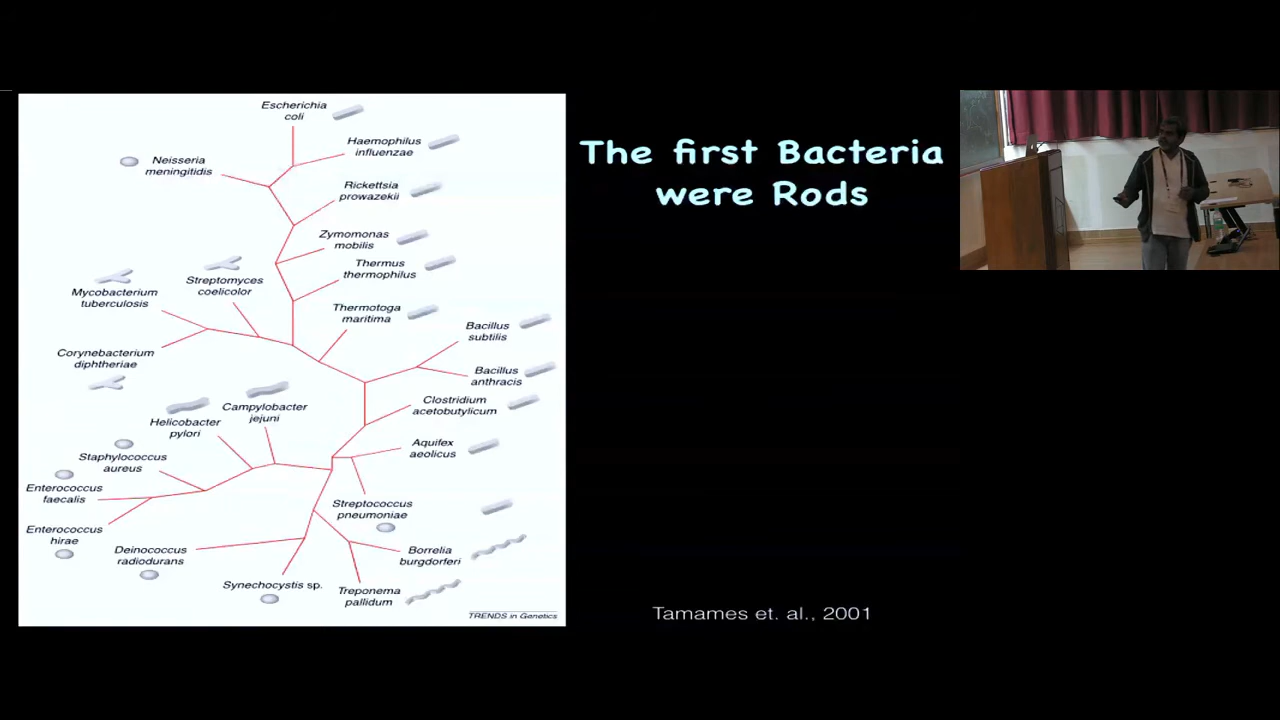 The first Bacteria
were Rods
Escherichia
coli
Haemophilus
influenzae
Neisseria
meningitidis
Rickettsia
prowazekii
Zymomonas
mobilis
Thermus
thermophilus
Streptomyces
coelicolor
Mycobacterium
tuberculosis
Thermotoga
maritima
Bacillus
subtilis
Corynebacterium
diphtheriae
Bacillus
anthracis
Clostridium
acetobutylicum
Campylobacter
jejuni
Helicobacter
pylori
Aquifex
aeolicus
Staphylococcus
aureus
Enterococcus
faecalis
Streptococcus
pneumoniae
Enterococcus
hirae
Deinococcus
radiodurans
Borrelia
burgdorferi
Synechocystis sp.
Treponema
pallidum
TRENDS in Genetics
Tamames et. al., 2001